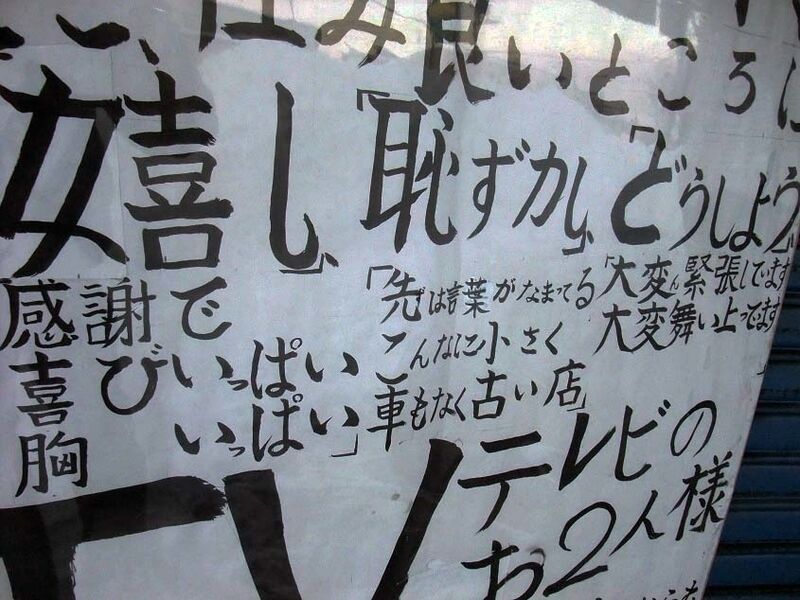 み良いところに
嬉し」、「恥ずかし」、「どうしよう」
感謝で
喜びいっぱい
胸いっぱい」
「先ずは言葉がなまってる
こんなに小さく
車もなく古い店」
「大変緊張しています
大変舞い上ってます」
TV
テレビの
お2人様